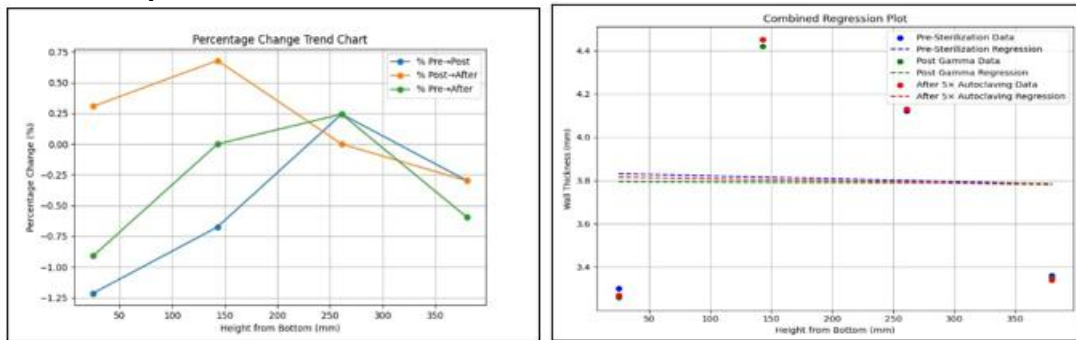 Percentage Change Trend Chart
% Pre→Post
% Post→After
% Pre→After
Percentage Change (%)
0.75
0.50
0.25
0.00
−0.25
−0.50
−0.75
−1.00
−1.25
50
100
150
200
250
300
350
Height from Bottom (mm)
Combined Regression Plot
Pre-Sterilization Data
Pre-Sterilization Regression
Post Gamma Data
Post Gamma Regression
After 5× Autoclaving Data
After 5× Autoclaving Regression
Wall Thickness (mm)
4.4
4.2
4.0
3.8
3.6
3.4
50
100
150
200
250
300
350
Height from Bottom (mm)